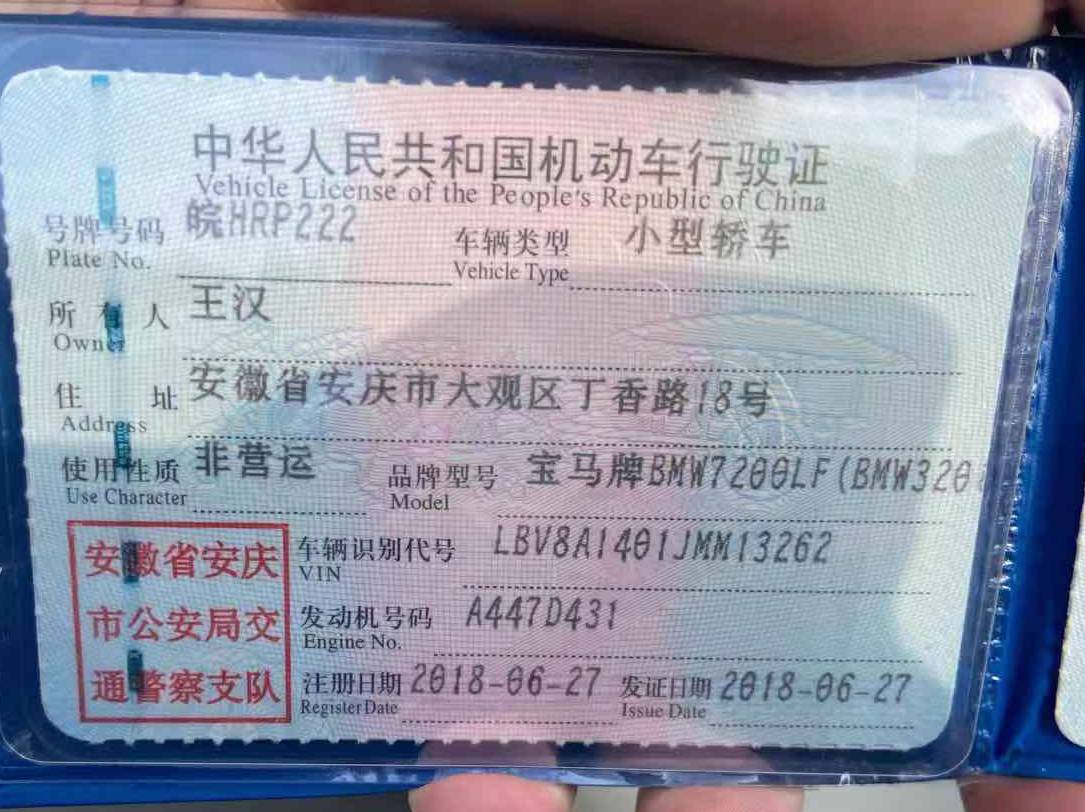 中华人民共和国机动车行驶证
Vehicle License of the People's Republic of China
号牌号码 皖HRP222 车辆类型 小型轿车
Plate No. Vehicle Type
所有人 王汉
Owner
住址 安徽省安庆市大观区丁香路18号
Address
使用性质 非营运 品牌型号 宝马牌BMW7200LF(BMW320
Use Character Model
安徽省安庆 车辆识别代号 LBV8A1401JMM13262
VIN
市公安局交 发动机号码 A447D431
Engine No.
通警察支队 注册日期 2018-06-27 发证日期 2018-06-27
Register Date Issue Date